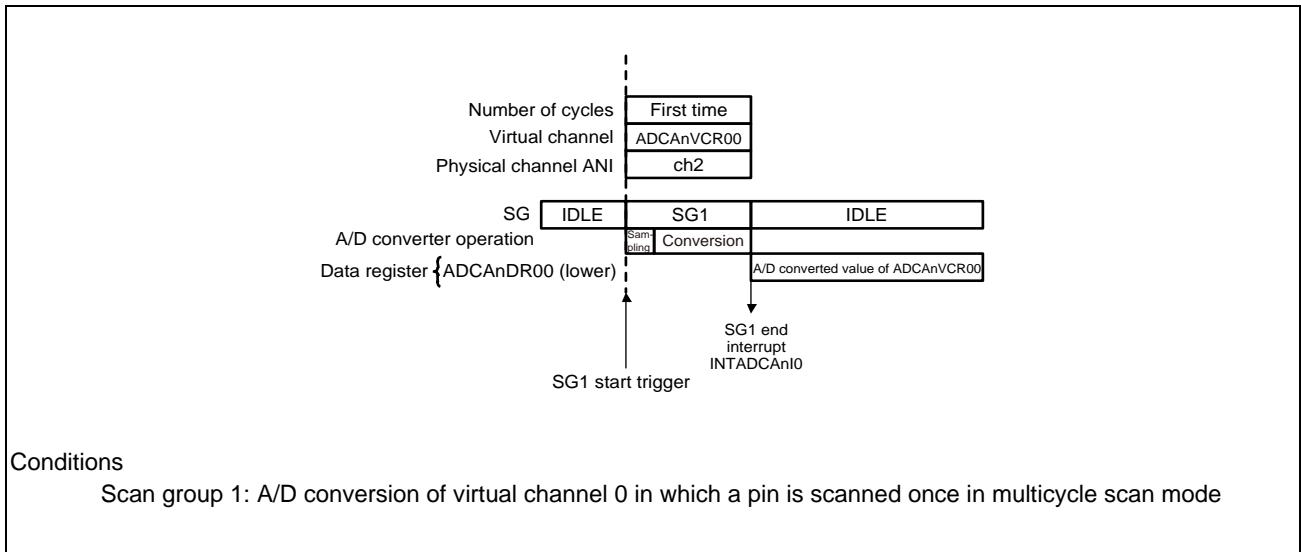 Number of cycles First time
Virtual channel ADCAnVCR00
Physical channel ANI ch2
SG IDLE SG1 IDLE
A/D converter operation Sam-
pling Conversion
Data register { ADCAnDR00 (lower) A/D converted value of ADCAnVCR00
SG1 end
interrupt
INTADCAnI0
SG1 start trigger
Conditions
Scan group 1: A/D conversion of virtual channel 0 in which a pin is scanned once in multicycle scan mode